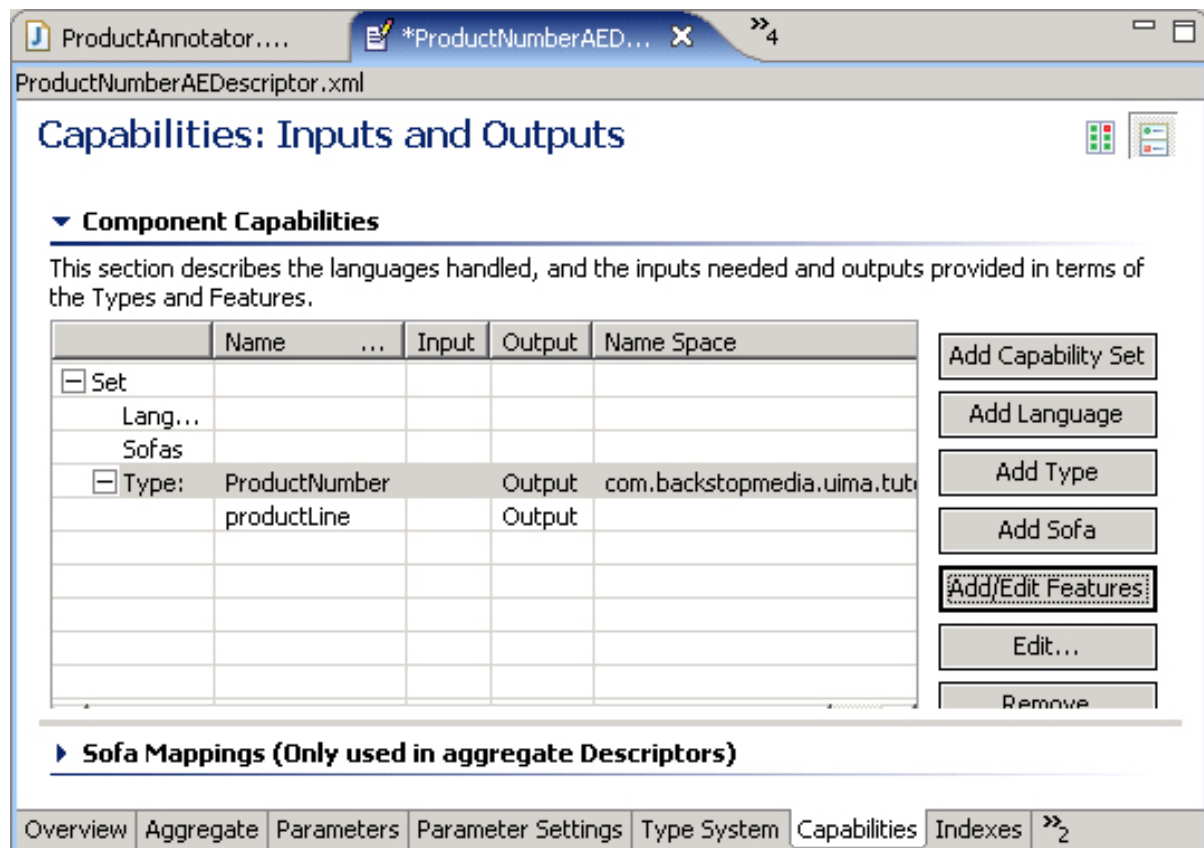 ProductAnnotator.... *ProductNumberAED... »4
ProductNumberAEDescriptor.xml
Capabilities: Inputs and Outputs
Component Capabilities
This section describes the languages handled, and the inputs needed and outputs provided in terms of
the Types and Features.
Name ... Input Output Name Space
Set
Lang...
Sofas
Type: ProductNumber Output com.backstopmedia.uima.tuto
productLine Output
Add Capability Set
Add Language
Add Type
Add Sofa
Add/Edit Features
Edit...
Remove
Sofa Mappings (Only used in aggregate Descriptors)
Overview Aggregate Parameters Parameter Settings Type System Capabilities Indexes »2